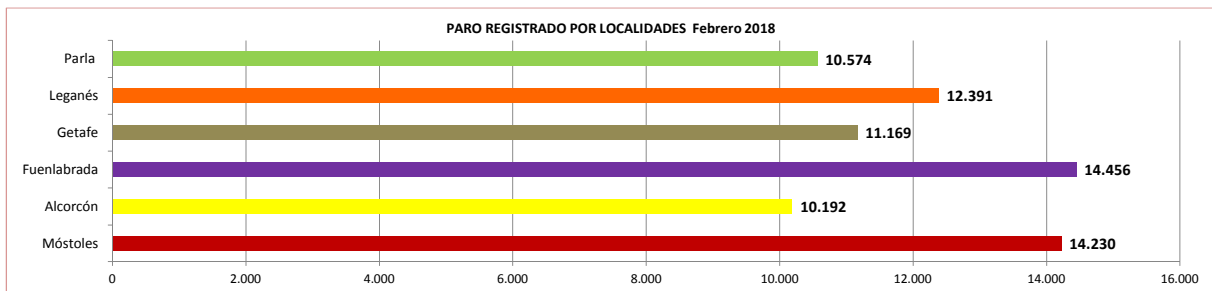 PARO REGISTRADO POR LOCALIDADES Febrero 2018
Parla 10.574
Leganés 12.391
Getafe 11.169
Fuenlabrada 14.456
Alcorcón 10.192
Móstoles 14.230
0 2.000 4.000 6.000 8.000 10.000 12.000 14.000 16.000